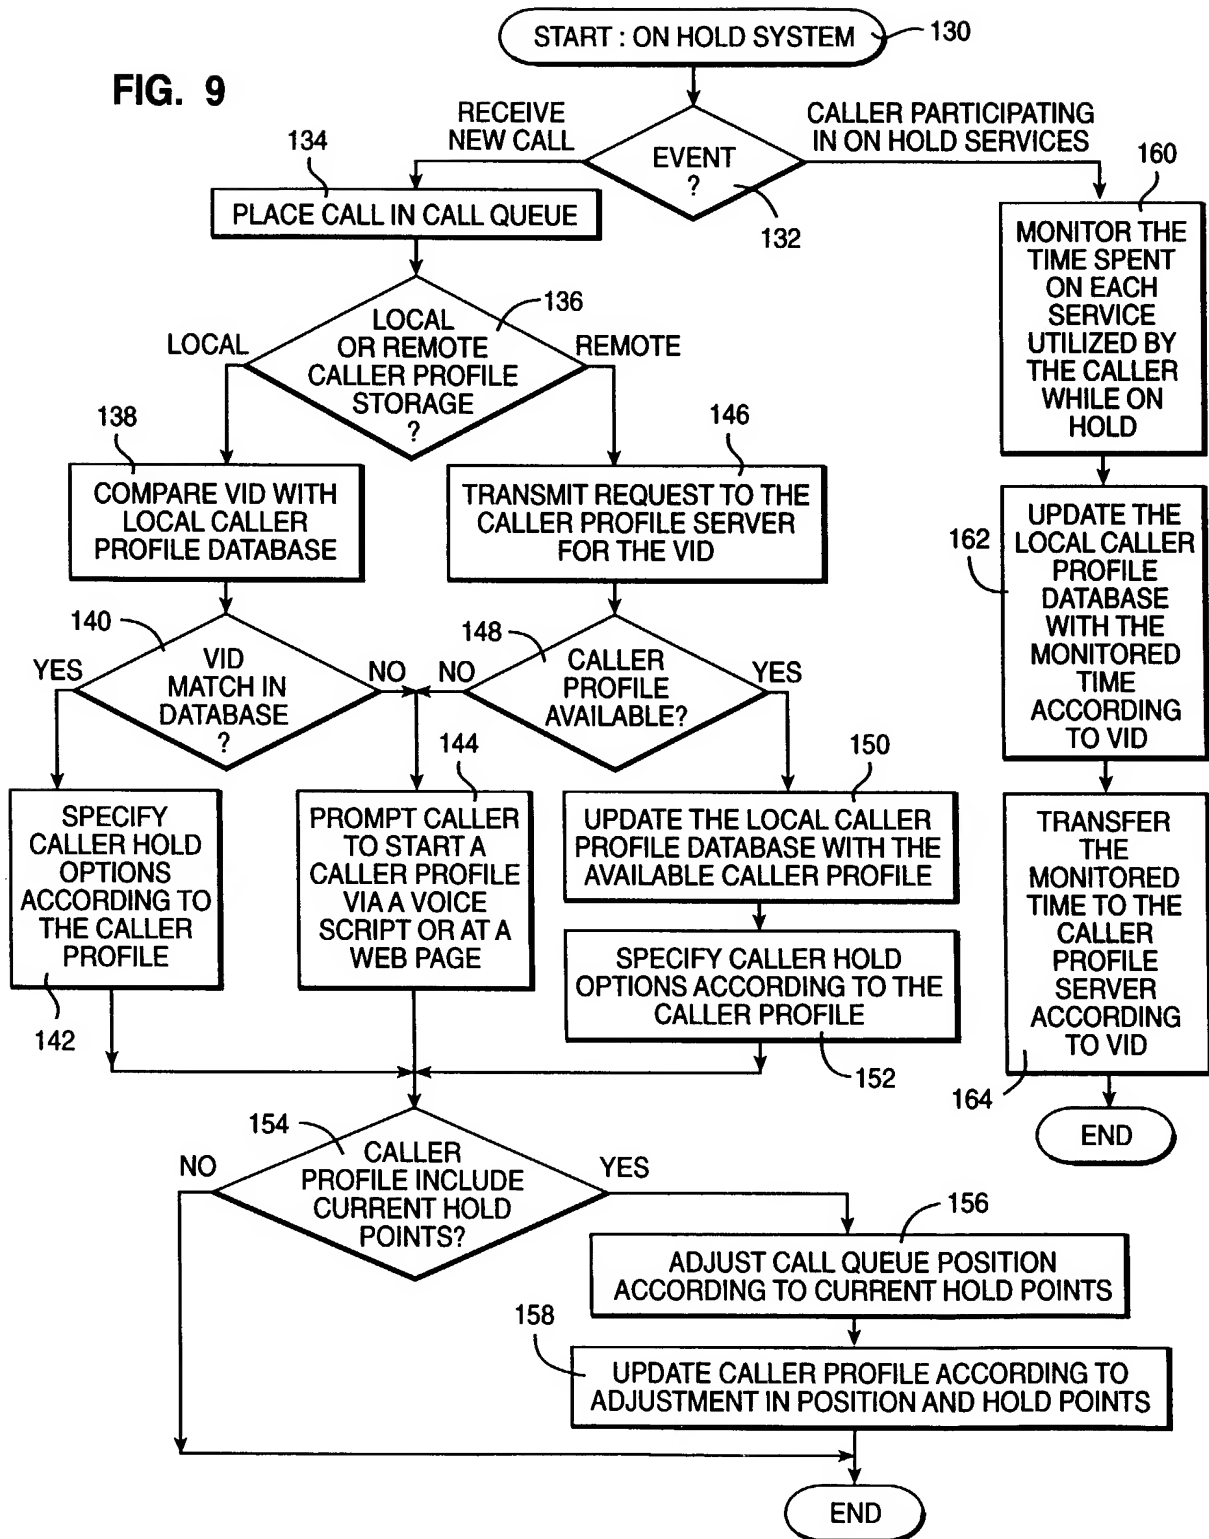 FIG. 9
START : ON HOLD SYSTEM
130
RECEIVE
NEW CALL
CALLER PARTICIPATING
IN ON HOLD SERVICES
EVENT
?
132
134
PLACE CALL IN CALL QUEUE
160
MONITOR THE
TIME SPENT
ON EACH
SERVICE
UTILIZED BY
THE CALLER
WHILE ON
HOLD
136
LOCAL
OR REMOTE
CALLER PROFILE
STORAGE
?
LOCAL
REMOTE
138
COMPARE VID WITH
LOCAL CALLER
PROFILE DATABASE
146
TRANSMIT REQUEST TO THE
CALLER PROFILE SERVER
FOR THE VID
162
UPDATE THE
LOCAL CALLER
PROFILE
DATABASE
WITH THE
MONITORED
TIME
ACCORDING
TO VID
140
YES
VID
MATCH IN
DATABASE
?
NO
148
NO
CALLER
PROFILE
AVAILABLE?
YES
SPECIFY
CALLER HOLD
OPTIONS
ACCORDING TO
THE CALLER
PROFILE
142
144
PROMPT CALLER
TO START A
CALLER PROFILE
VIA A VOICE
SCRIPT OR AT A
WEB PAGE
150
UPDATE THE LOCAL CALLER
PROFILE DATABASE WITH THE
AVAILABLE CALLER PROFILE
SPECIFY CALLER HOLD
OPTIONS ACCORDING TO THE
CALLER PROFILE
152
TRANSFER
THE
MONITORED
TIME TO THE
CALLER
PROFILE
SERVER
ACCORDING
TO VID
164
END
154
NO
CALLER
PROFILE INCLUDE
CURRENT HOLD
POINTS?
YES
156
ADJUST CALL QUEUE POSITION
ACCORDING TO CURRENT HOLD POINTS
158
UPDATE CALLER PROFILE ACCORDING TO
ADJUSTMENT IN POSITION AND HOLD POINTS
END